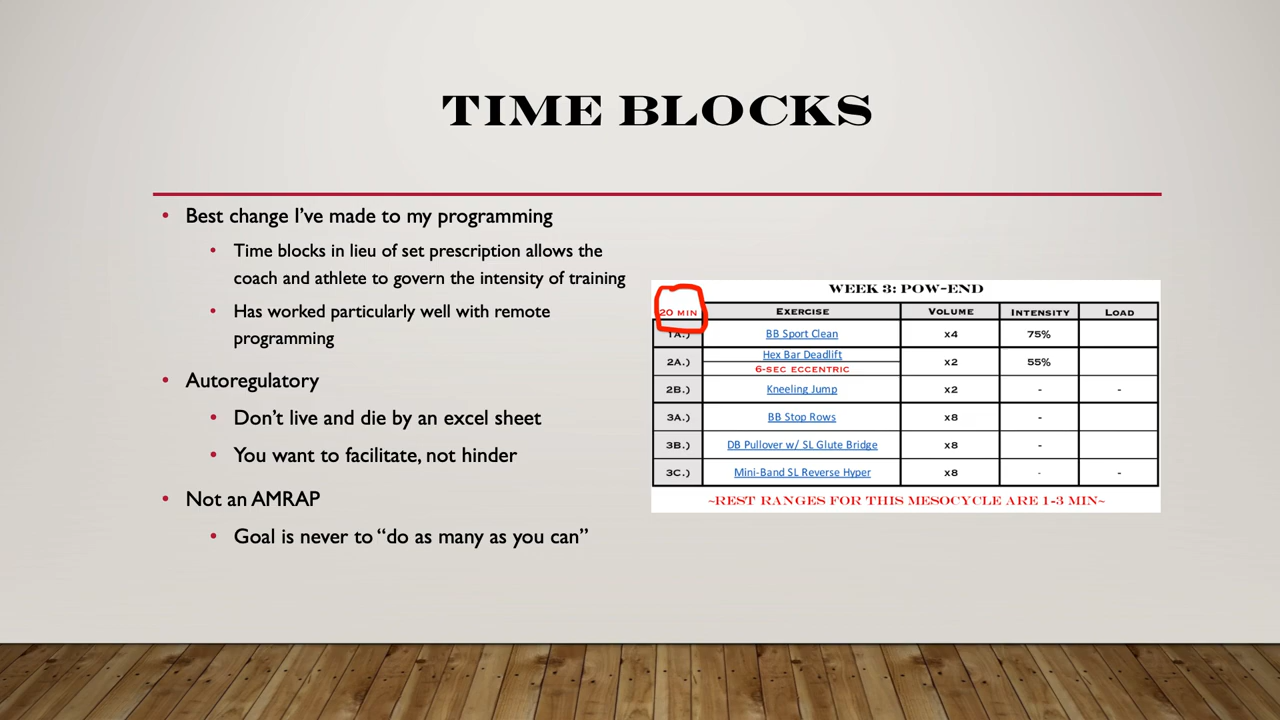 TIME BLOCKS
• Best change I've made to my programming
• Time blocks in lieu of set prescription allows the
coach and athlete to govern the intensity of training
• Has worked particularly well with remote
programming
• Autoregulatory
• Don't live and die by an excel sheet
• You want to facilitate, not hinder
• Not an AMRAP
• Goal is never to "do as many as you can"
WEEK 3: POW-END
20 MIN EXERCISE VOLUME INTENSITY LOAD
1A.) BB Sport Clean x4 75%
2A.) Hex Bar Deadlift x2 55%
6-SEC ECCENTRIC
2B.) Kneeling Jump x2 - -
3A.) BB Stop Rows x8 -
3B.) DB Pullover w/ SL Glute Bridge x8 -
3C.) Mini-Band SL Reverse Hyper x8 - -
~REST RANGES FOR THIS MESOCYCLE ARE 1-3 MIN~